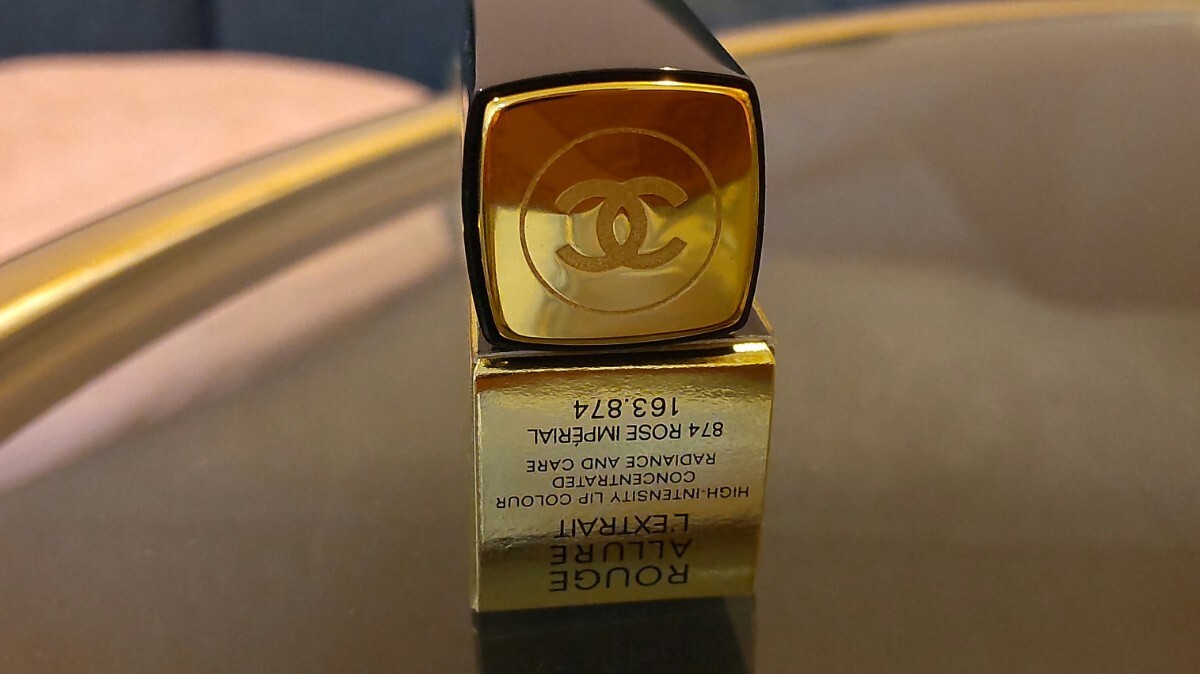 ROUGE
ALLURE
L'EXTRAIT
HIGH-INTENSITY LIP COLOUR
CONCENTRATED
RADIANCE AND CARE
874 ROSE IMPÉRIAL
163.874